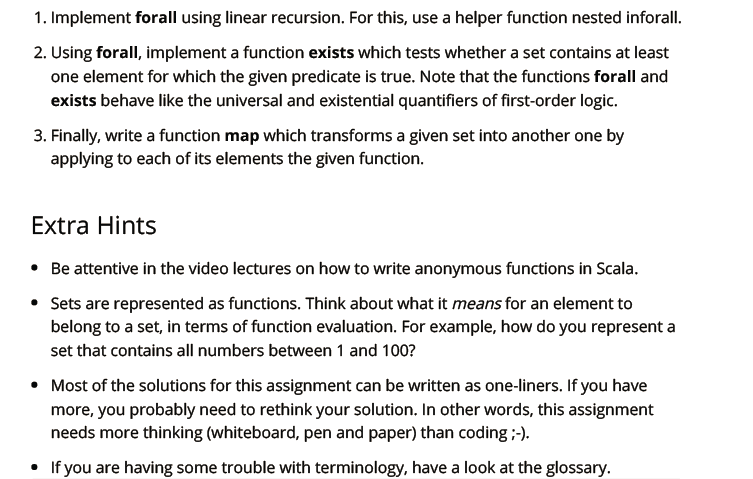 1. Implement forall using linear recursion. For this, use a helper function nested inforall.
2. Using forall, implement a function exists which tests whether a set contains at least
one element for which the given predicate is true. Note that the functions forall and
exists behave like the universal and existential quantifiers of first-order logic.
3. Finally, write a function map which transforms a given set into another one by
applying to each of its elements the given function.
Extra Hints
• Be attentive in the video lectures on how to write anonymous functions in Scala.
• Sets are represented as functions. Think about what it means for an element to
belong to a set, in terms of function evaluation. For example, how do you represent a
set that contains all numbers between 1 and 100?
• Most of the solutions for this assignment can be written as one-liners. If you have
more, you probably need to rethink your solution. In other words, this assignment
needs more thinking (whiteboard, pen and paper) than coding ;-).
• If you are having some trouble with terminology, have a look at the glossary.